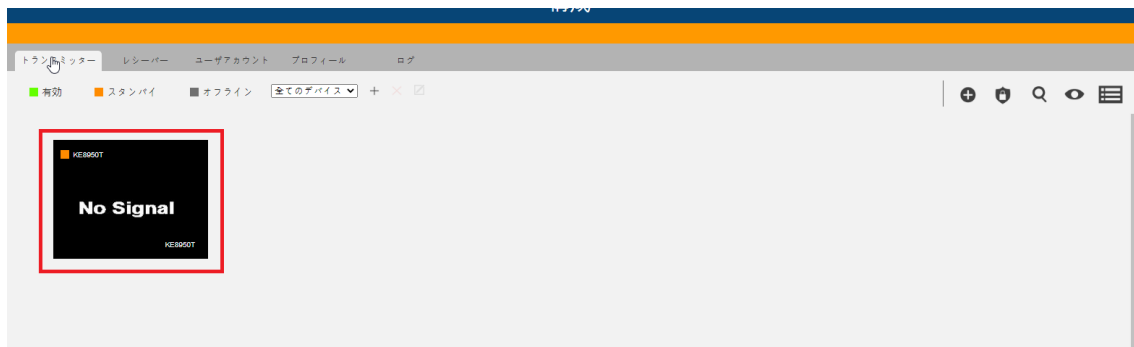 トランスミッター レシーバー ユーザアカウント プロフィール ログ
有効 スタンバイ オフライン 全てのデバイス
KE8950T
No Signal
KE8950T